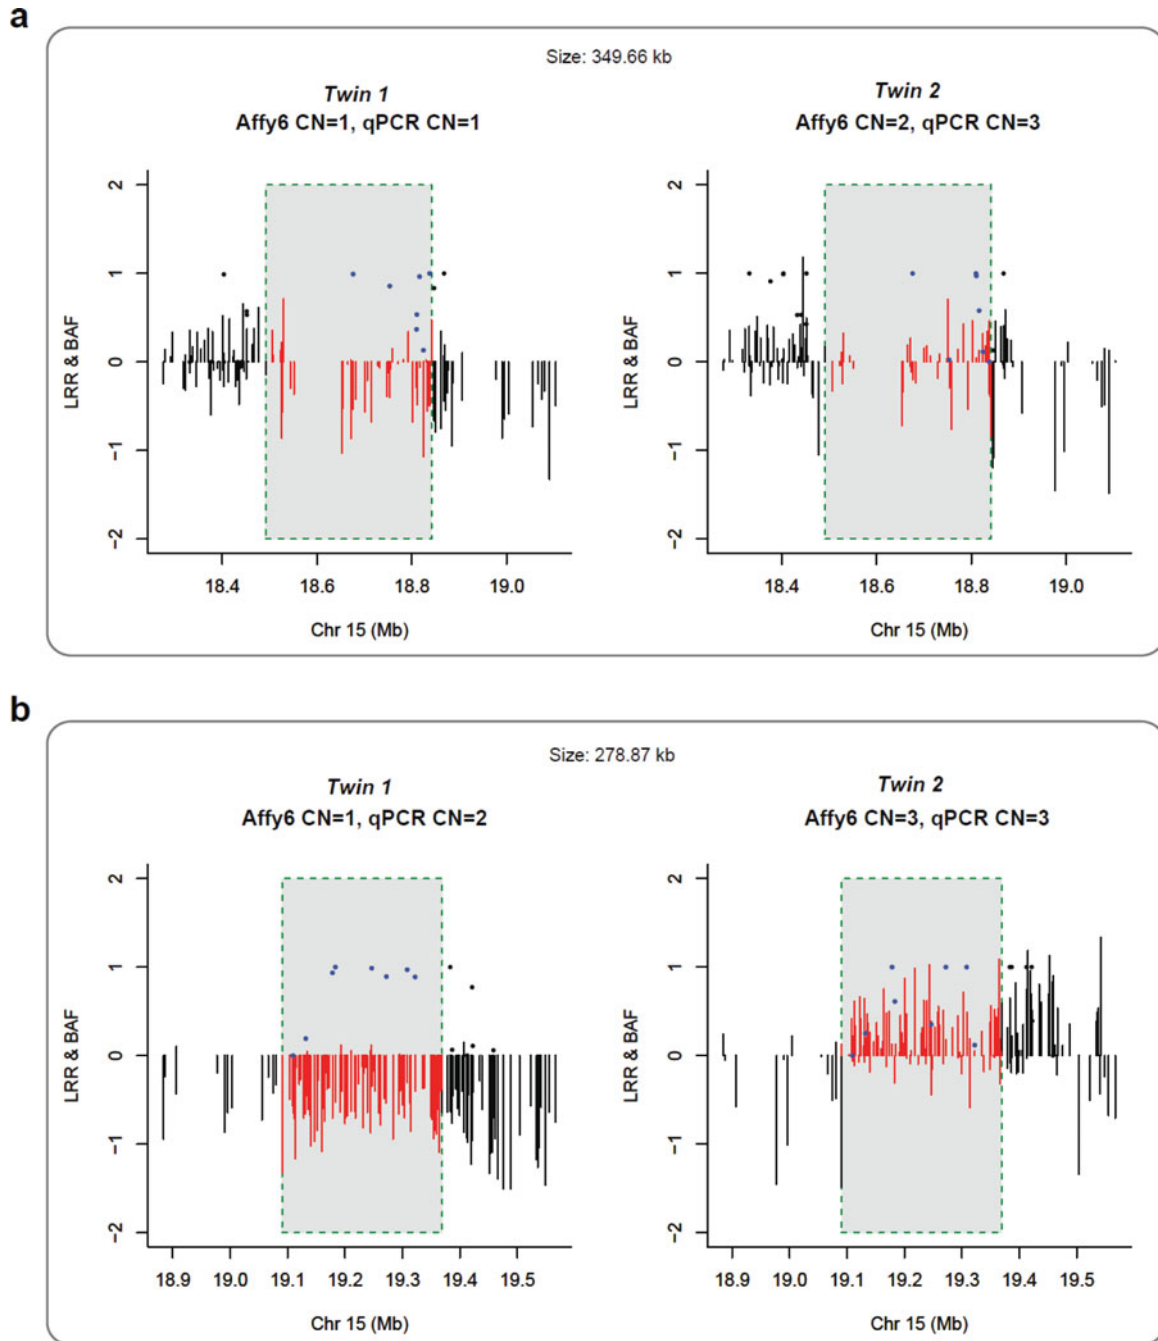 a
Size: 349.66 kb
Twin 1
Affy6 CN=1, qPCR CN=1
Twin 2
Affy6 CN=2, qPCR CN=3
LRR & BAF
2
1
0
−1
−2
18.4 18.6 18.8 19.0
Chr 15 (Mb)
LRR & BAF
2
1
0
−1
−2
18.4 18.6 18.8 19.0
Chr 15 (Mb)
b
Size: 278.87 kb
Twin 1
Affy6 CN=1, qPCR CN=2
Twin 2
Affy6 CN=3, qPCR CN=3
LRR & BAF
2
1
0
−1
−2
18.9 19.0 19.1 19.2 19.3 19.4 19.5
Chr 15 (Mb)
LRR & BAF
2
1
0
−1
−2
18.9 19.0 19.1 19.2 19.3 19.4 19.5
Chr 15 (Mb)